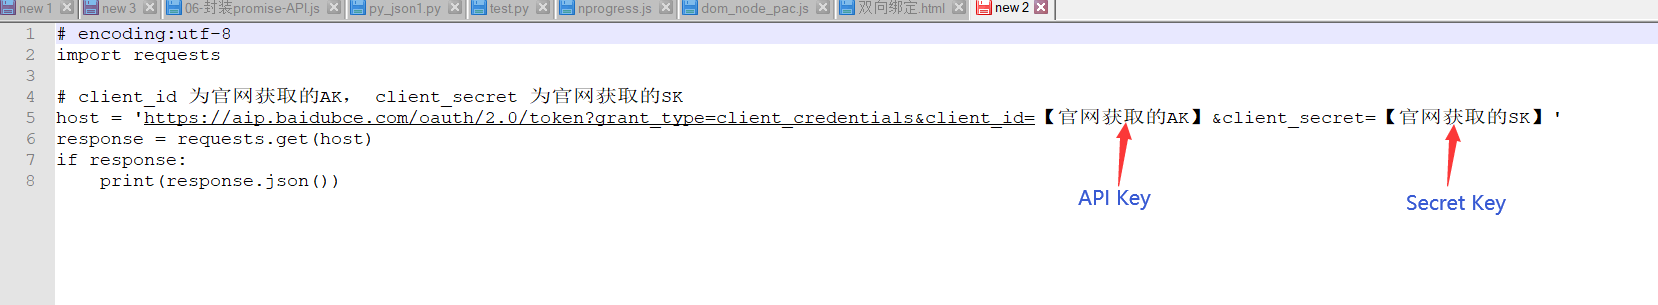 new 1 new 3 06-封装promise-API.js py_json1.py test.py nprogress.js dom_node_pac.js 双向绑定.html new 2
1 # encoding:utf-8
2 import requests
3
4 # client_id 为官网获取的AK， client_secret 为官网获取的SK
5 host = 'https://aip.baidubce.com/oauth/2.0/token?grant_type=client_credentials&client_id=【官网获取的AK】&client_secret=【官网获取的SK】'
6 response = requests.get(host)
7 if response:
8 print(response.json())
API Key
Secret Key